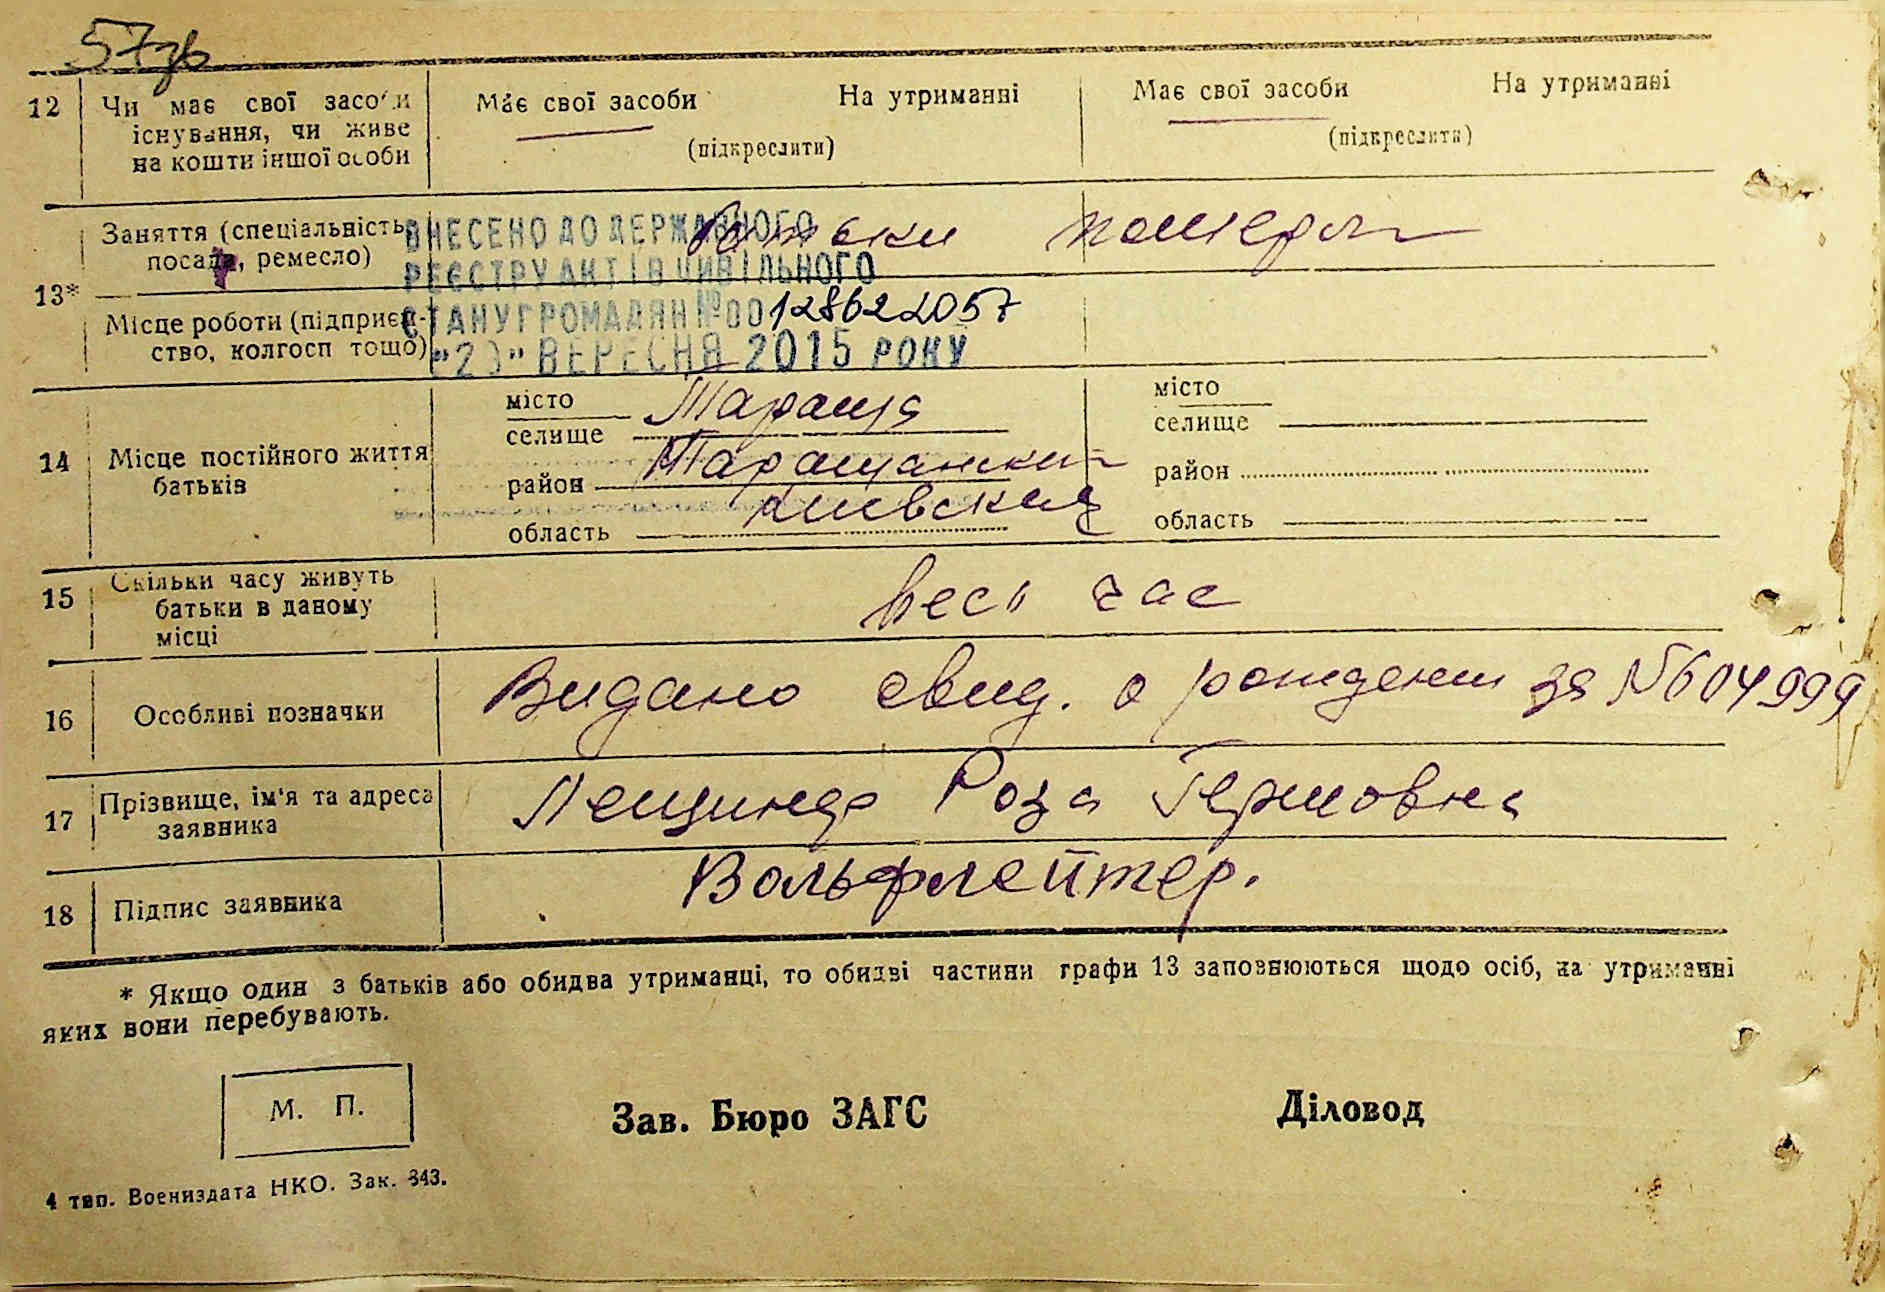 57зв
12 Чи має свої засоби Має свої засоби На утриманні Має свої засоби На утриманні
існування, чи живе
на кошти іншої особи (підкреслити) (підкреслити)
Заняття (спеціальність, Батьки померли
посада, ремесло)
13*
Місце роботи (підприєм-
ство, колгосп тощо)
ВНЕСЕНО ДО ДЕРЖАВНОГО
РЕЄСТРУ АКТІВ ЦИВІЛЬНОГО
СТАНУ ГРОМАДЯН №00128622057
ВЕРЕСНЯ 2015 РОКУ
14 Місце постійного життя
батьків
місто Тараща
селище
район Таращанский
область Киевская
місто
селище
район
область
15 Скільки часу живуть
батьки в даному
місці
весь час
16 Особливі позначки Видано свид. о рождении за №604999
17 Прізвище, ім'я та адреса
заявника
Роза
18 Підпис заявника Вольфлейтер.
* Якщо один з батьків або обидва утриманці, то обидві частини графи 13 заповнюються щодо осіб, на утриманні
яких вони перебувають.
М. П. Зав. Бюро ЗАГС Діловод
4 тип. Воениздата НКО. Зак. 343.